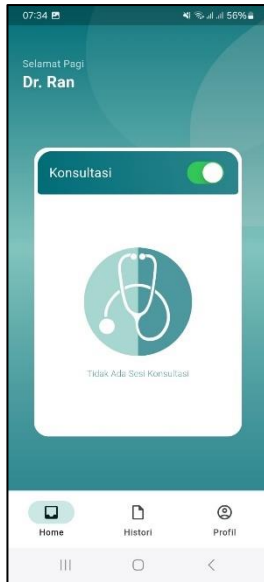 07:34 56%
Selamat Pagi
Dr. Ran
Konsultasi
Tidak Ada Sesi Konsultasi
Home Histori Profil